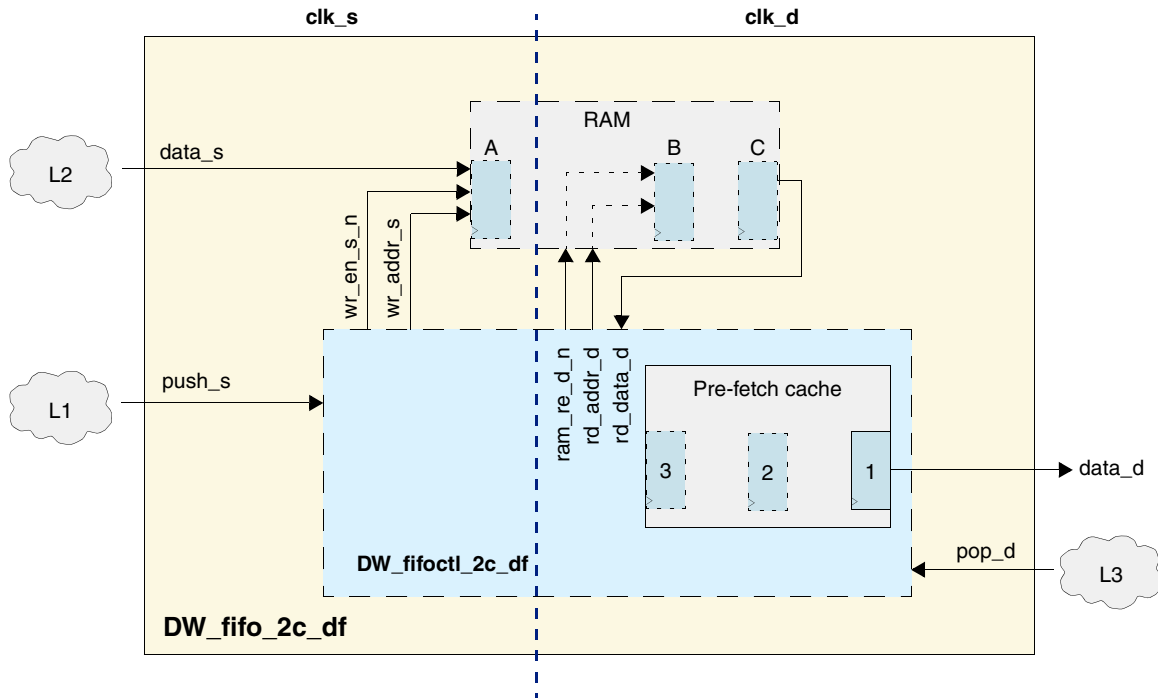 clk_s
clk_d
RAM
A
B
C
data_s
L2
wr_en_s_n
wr_addr_s
ram_re_d_n
rd_addr_d
rd_data_d
push_s
L1
Pre-fetch cache
3
2
1
data_d
DW_fifoctl_2c_df
pop_d
L3
DW_fifo_2c_df